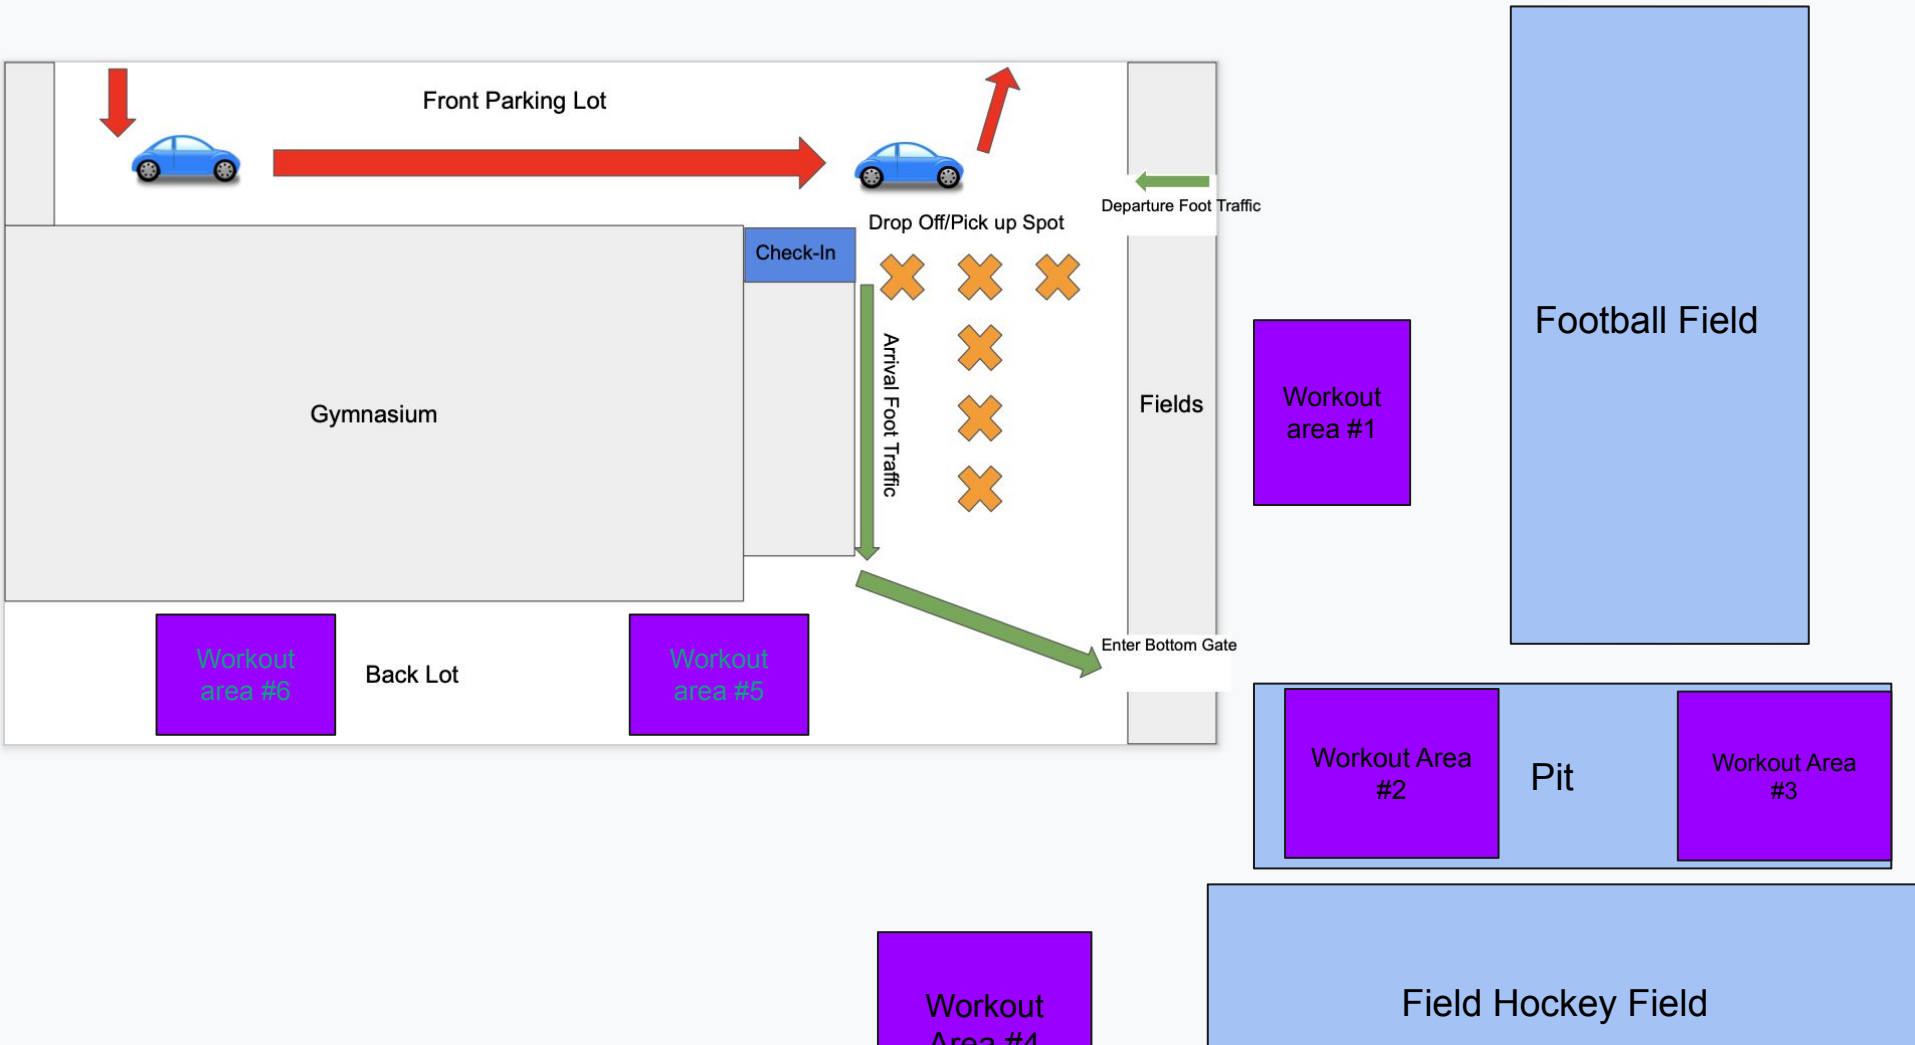 Front Parking Lot
Departure Foot Traffic
Drop Off/Pick up Spot
Check-In
Arrival Foot Traffic
Gymnasium
Fields
Football Field
Workout
area #1
Enter Bottom Gate
Workout
area #6
Back Lot
Workout
area #5
Workout Area
#2
Pit
Workout Area
#3
Workout
Area #4
Field Hockey Field